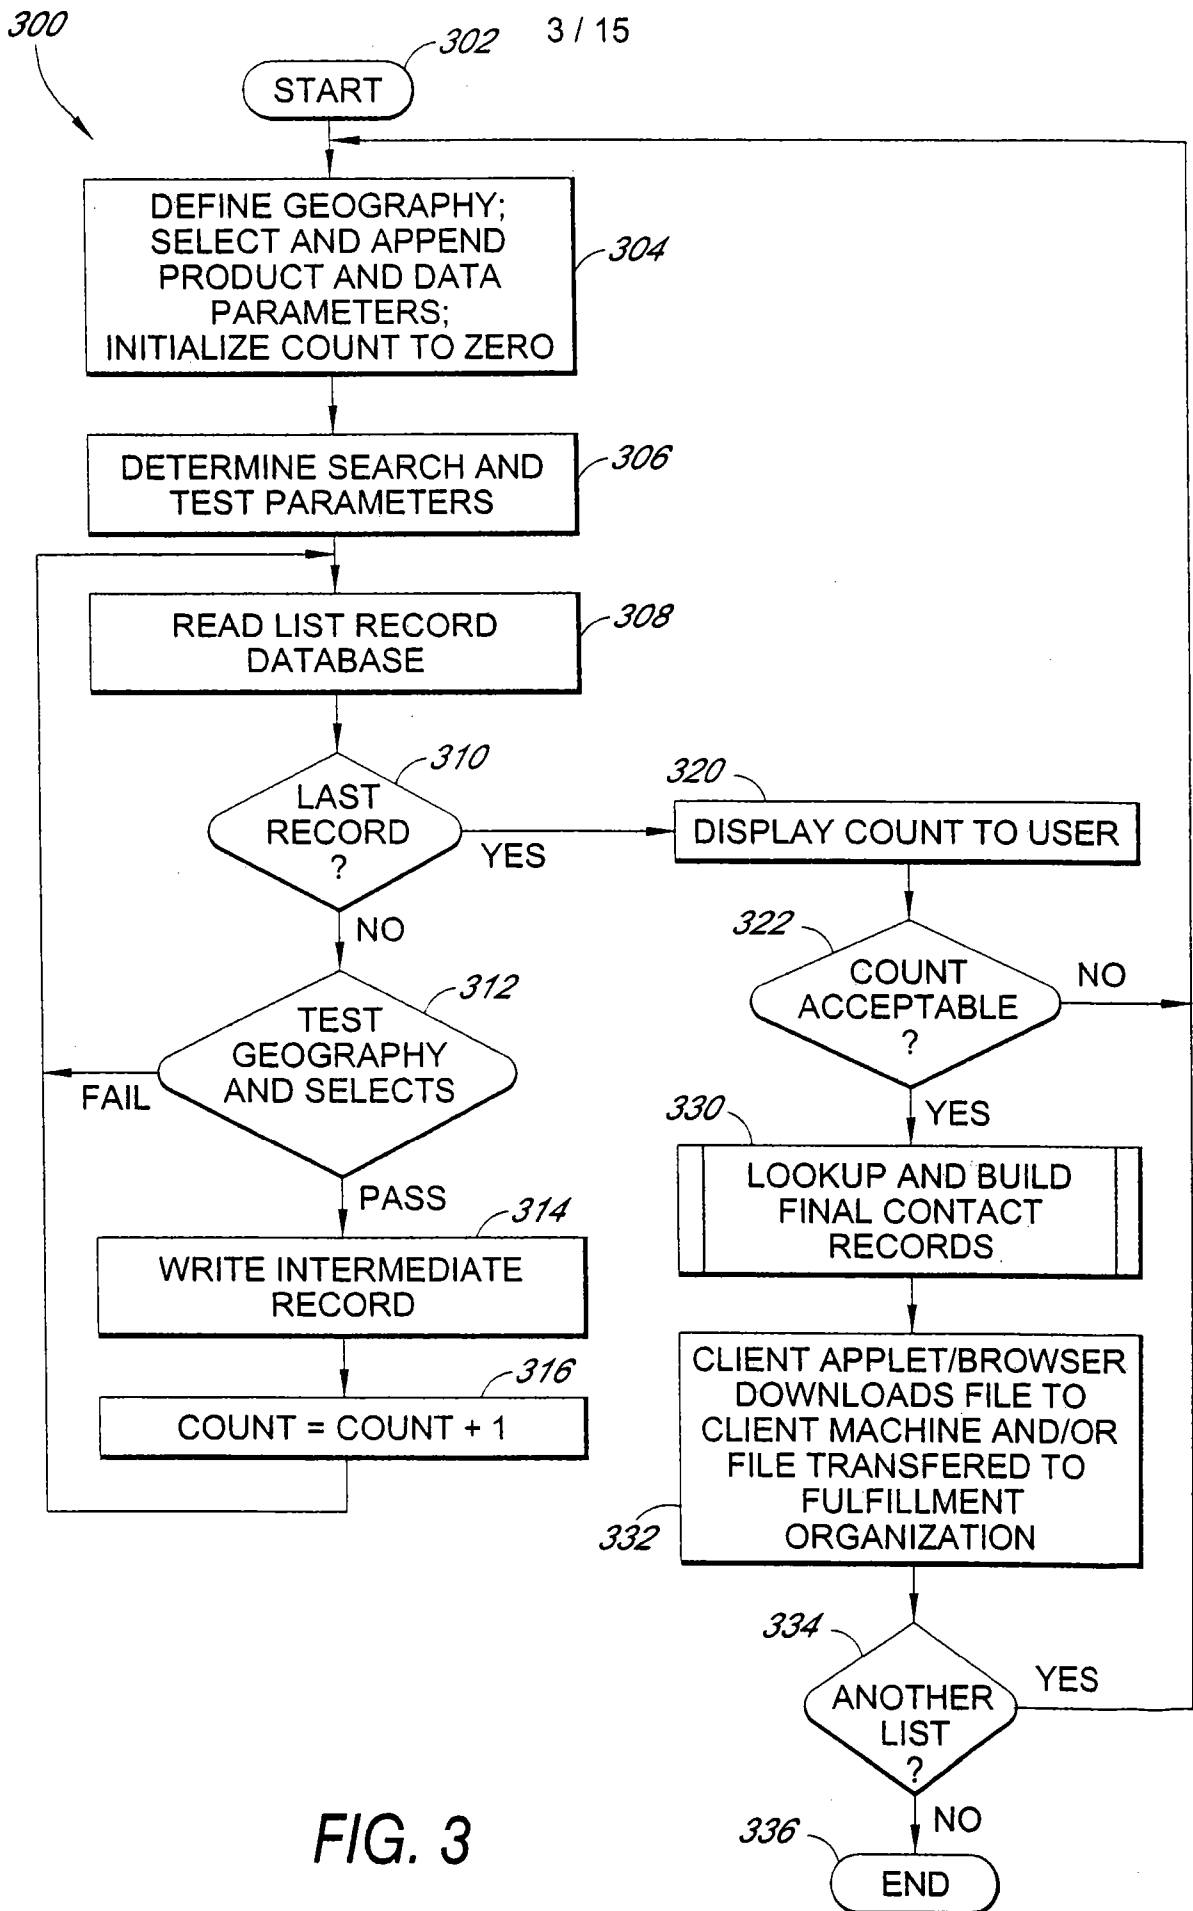 300
3 / 15
302
START
DEFINE GEOGRAPHY;
SELECT AND APPEND
PRODUCT AND DATA
PARAMETERS;
INITIALIZE COUNT TO ZERO
304
DETERMINE SEARCH AND
TEST PARAMETERS
306
READ LIST RECORD
DATABASE
308
310
LAST
RECORD
?
YES
NO
312
TEST
GEOGRAPHY
AND SELECTS
FAIL
PASS
314
WRITE INTERMEDIATE
RECORD
316
COUNT = COUNT + 1
320
DISPLAY COUNT TO USER
322
COUNT
ACCEPTABLE
?
NO
YES
330
LOOKUP AND BUILD
FINAL CONTACT
RECORDS
CLIENT APPLET/BROWSER
DOWNLOADS FILE TO
CLIENT MACHINE AND/OR
FILE TRANSFERED TO
FULFILLMENT
ORGANIZATION
332
334
ANOTHER
LIST
?
YES
NO
336
END
FIG. 3